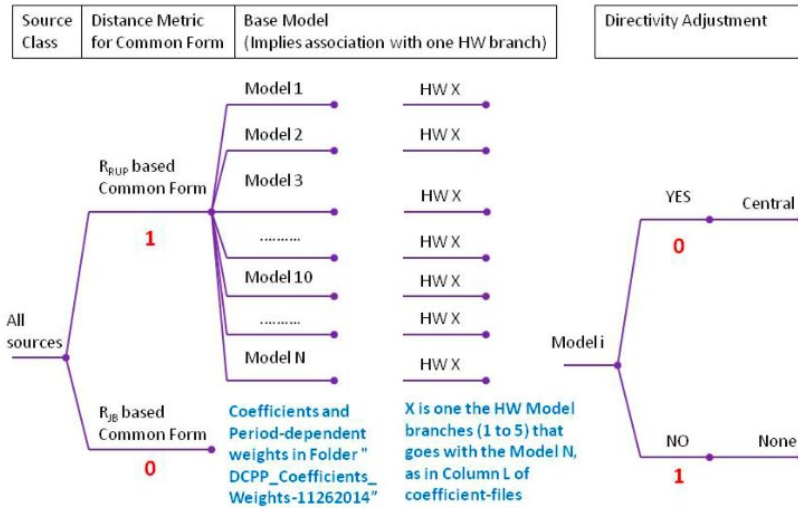 Source
Class
Distance Metric
for Common Form
Base Model
(Implies association with one HW branch)
Directivity Adjustment
Model 1
HW X
Model 2
HW X
R_RUP based
Common Form
Model 3
HW X
1
..........
HW X
Model 10
HW X
.......
HW X
All
sources
Model N
HW X
R_JB based
Common Form
0
Coefficients and
Period-dependent
weights in Folder "
DCPP_Coefficients_
Weights-11262014"
X is one the HW Model
branches (1 to 5) that
goes with the Model N,
as in Column L of
coefficient-files
YES
Central
0
Model i
NO
None
1